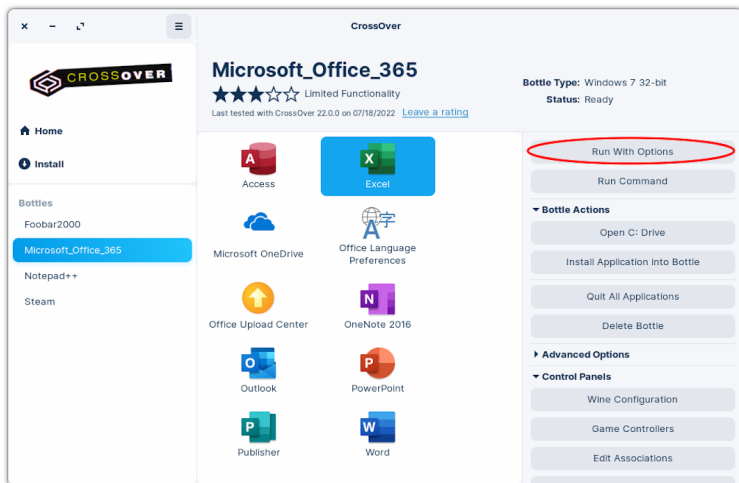 CrossOver
CROSSOVER
Home
Install
Bottles
Foobar2000
Microsoft_Office_365
Notepad++
Steam
Microsoft_Office_365
Limited Functionality
Last tested with CrossOver 22.0.0 on 07/18/2022 Leave a rating
Bottle Type: Windows 7 32-bit
Status: Ready
A
Access
X
Excel
Microsoft OneDrive
A字
Office Language
Preferences
Office Upload Center
N
OneNote 2016
O
Outlook
P
PowerPoint
P
Publisher
W
Word
Run With Options
Run Command
Bottle Actions
Open C: Drive
Install Application into Bottle
Quit All Applications
Delete Bottle
Advanced Options
Control Panels
Wine Configuration
Game Controllers
Edit Associations